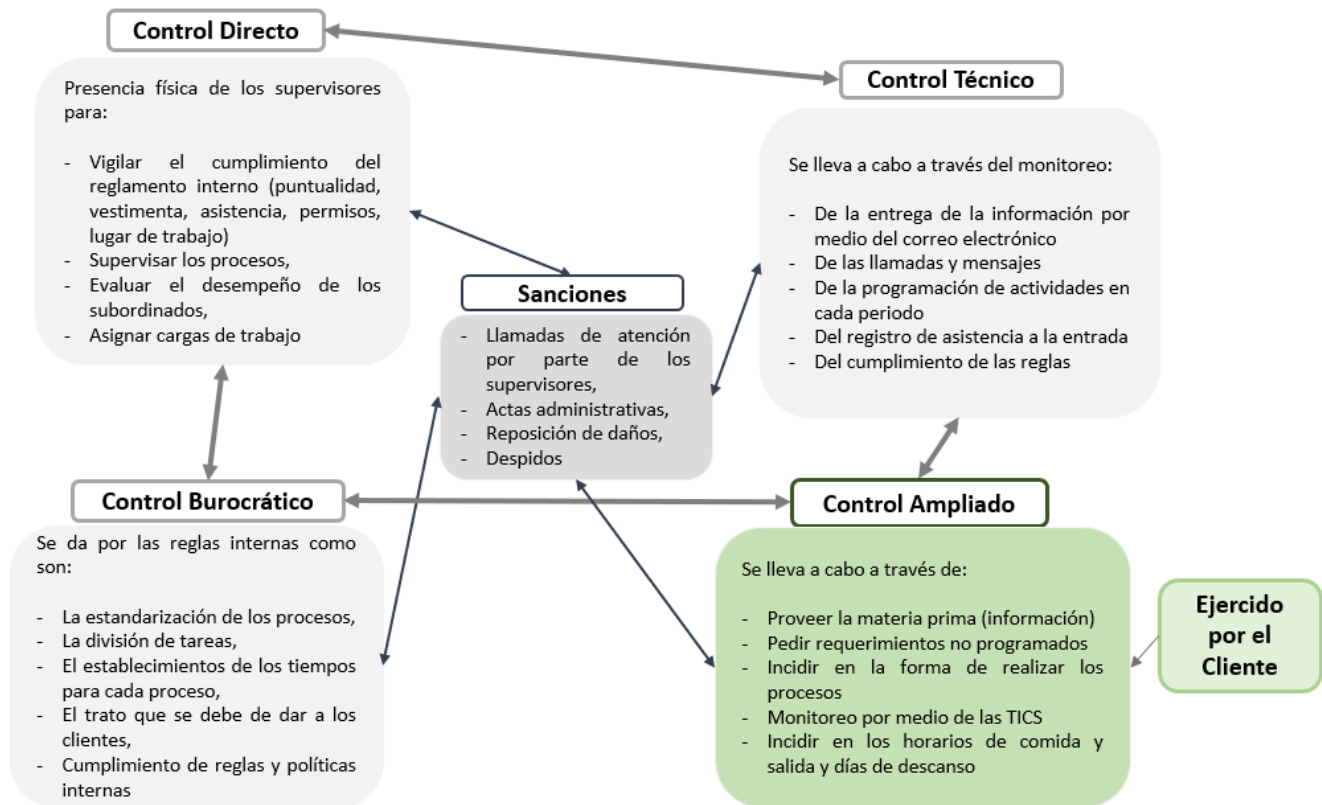 Control Directo
Presencia física de los supervisores
para:
- Vigilar el cumplimiento del
reglamento interno (puntualidad,
vestimenta, asistencia, permisos,
lugar de trabajo)
- Supervisar los procesos,
- Evaluar el desempeño de los
subordinados,
- Asignar cargas de trabajo
Control Técnico
Se lleva a cabo a través del monitoreo:
- De la entrega de la información por
medio del correo electrónico
- De las llamadas y mensajes
- De la programación de actividades en
cada periodo
- Del registro de asistencia a la entrada
- Del cumplimiento de las reglas
Sanciones
- Llamadas de atención
por parte de los
supervisores,
- Actas administrativas,
- Reposición de daños,
- Despidos
Control Burocrático
Se da por las reglas internas como
son:
- La estandarización de los procesos,
- La división de tareas,
- El establecimientos de los tiempos
para cada proceso,
- El trato que se debe de dar a los
clientes,
- Cumplimiento de reglas y políticas
internas
Control Ampliado
Se lleva a cabo a través de:
- Proveer la materia prima (información)
- Pedir requerimientos no programados
- Incidir en la forma de realizar los
procesos
- Monitoreo por medio de las TICS
- Incidir en los horarios de comida y
salida y días de descanso
Ejercido
por el
Cliente